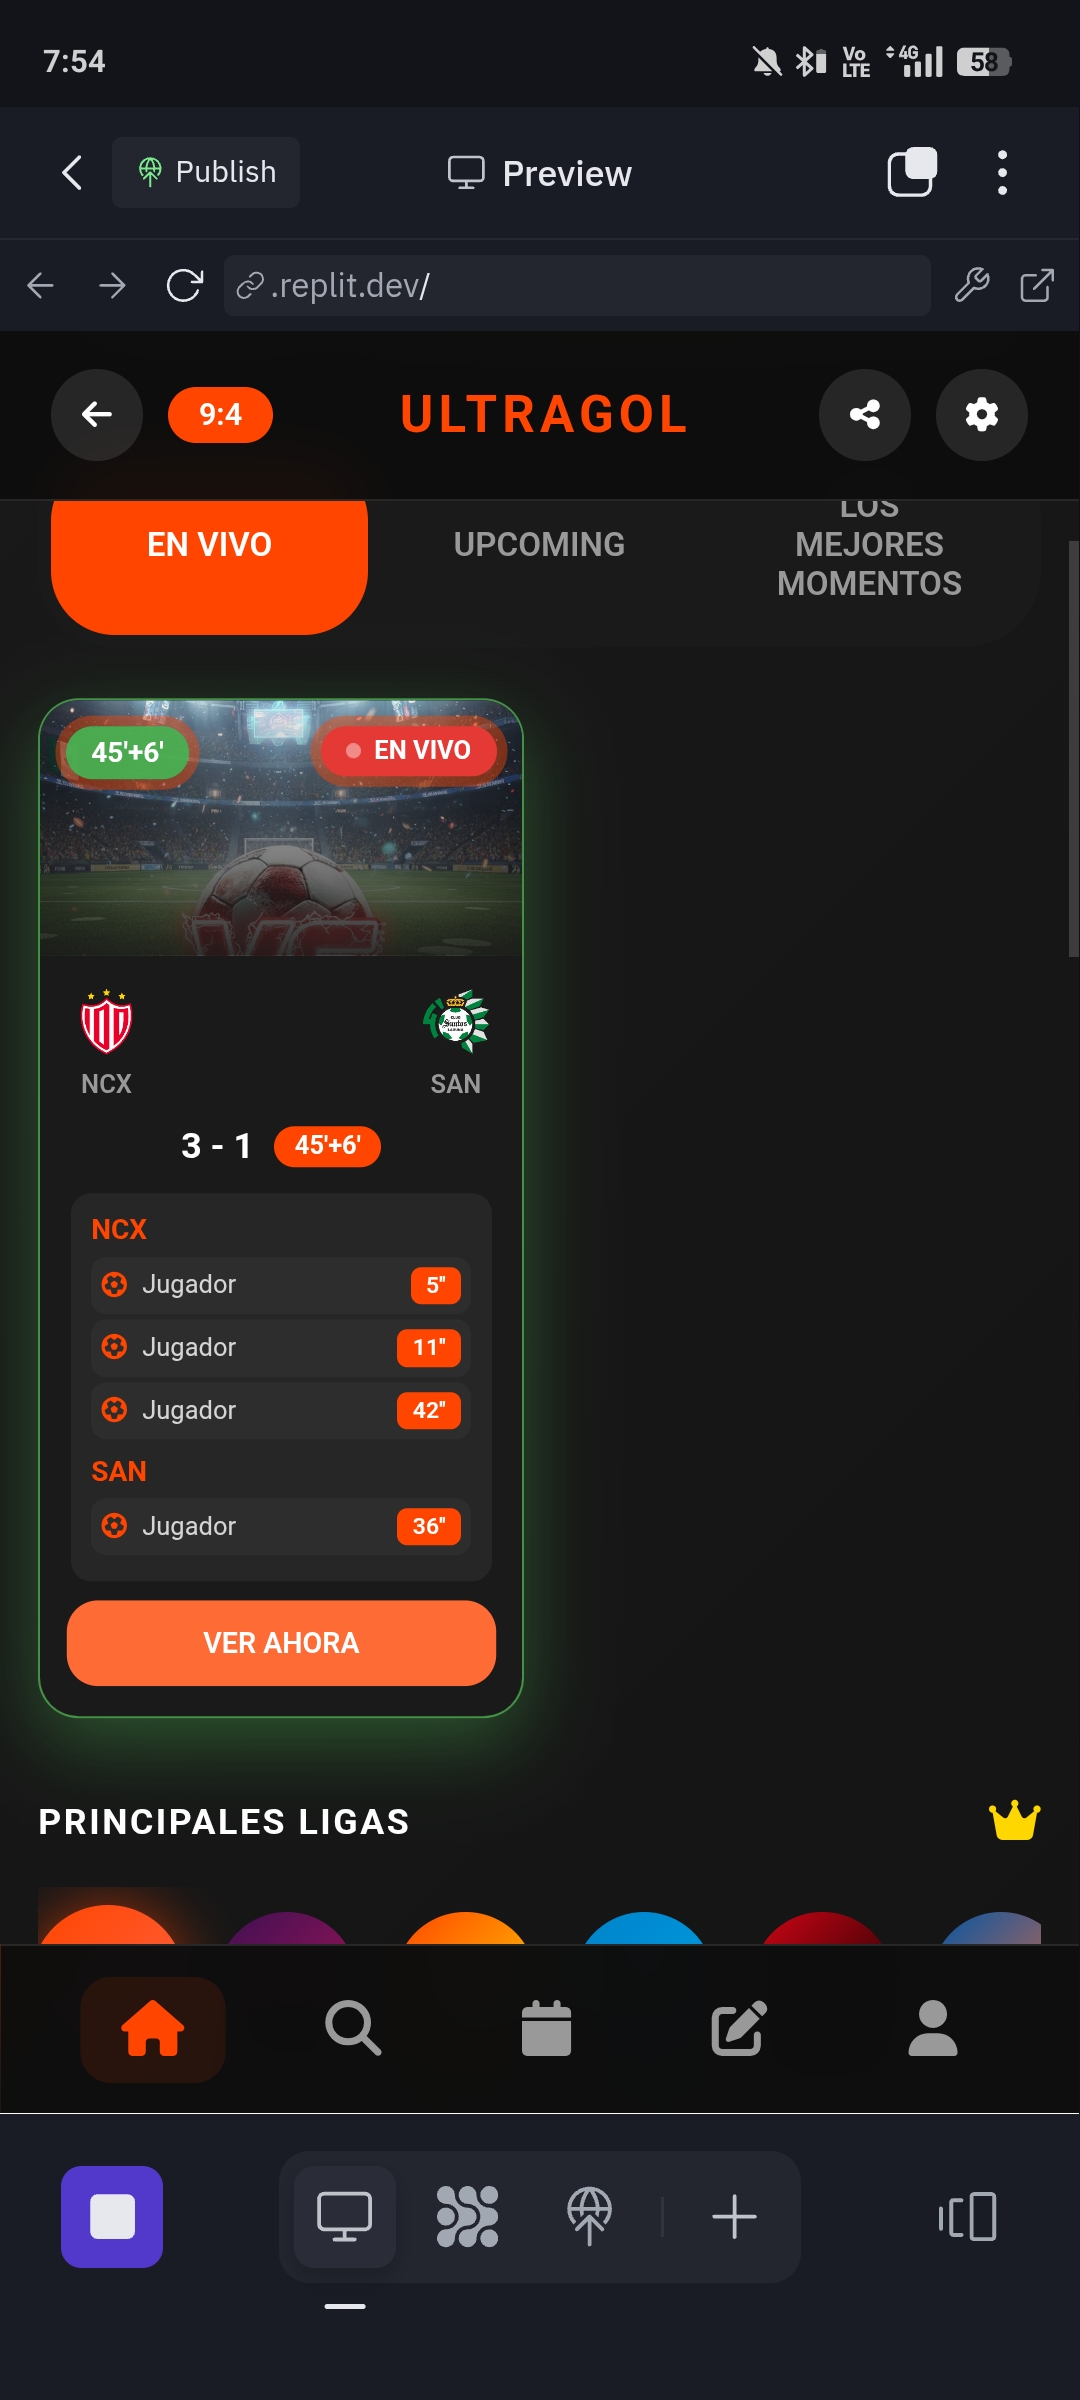 7:54
Vo
LTE
4G
58
Publish
Preview
.replit.dev/
9:4
ULTRAGOL
EN VIVO
UPCOMING
LOS
MEJORES
MOMENTOS
45'+6'
EN VIVO
VS
NCX
SAN
3 - 1
45'+6'
NCX
Jugador
5''
Jugador
11''
Jugador
42''
SAN
Jugador
36''
VER AHORA
PRINCIPALES LIGAS